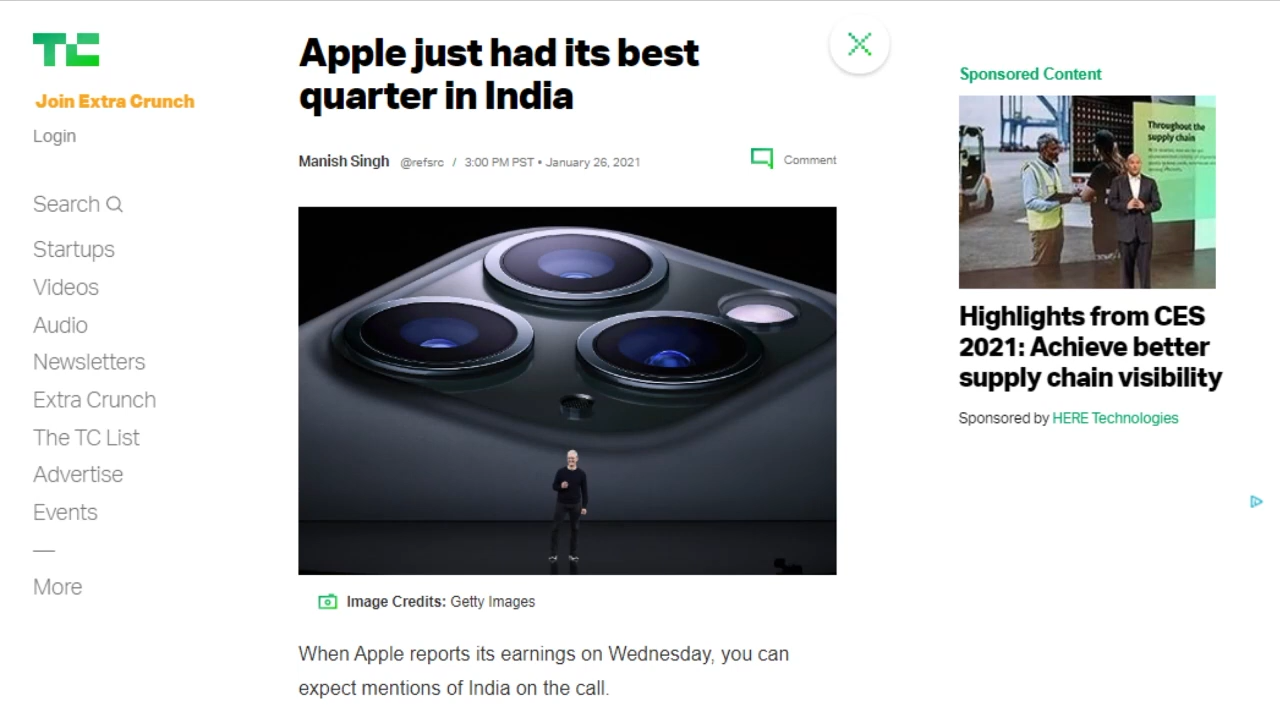 TC
Join Extra Crunch
Login
Search
Startups
Videos
Audio
Newsletters
Extra Crunch
The TC List
Advertise
Events
—
More
Apple just had its best
quarter in India
Manish Singh @refsrc / 3:00 PM PST • January 26, 2021
Comment
Image Credits: Getty Images
When Apple reports its earnings on Wednesday, you can
expect mentions of India on the call.
Sponsored Content
Throughout the
supply chain
Highlights from CES
2021: Achieve better
supply chain visibility
Sponsored by HERE Technologies